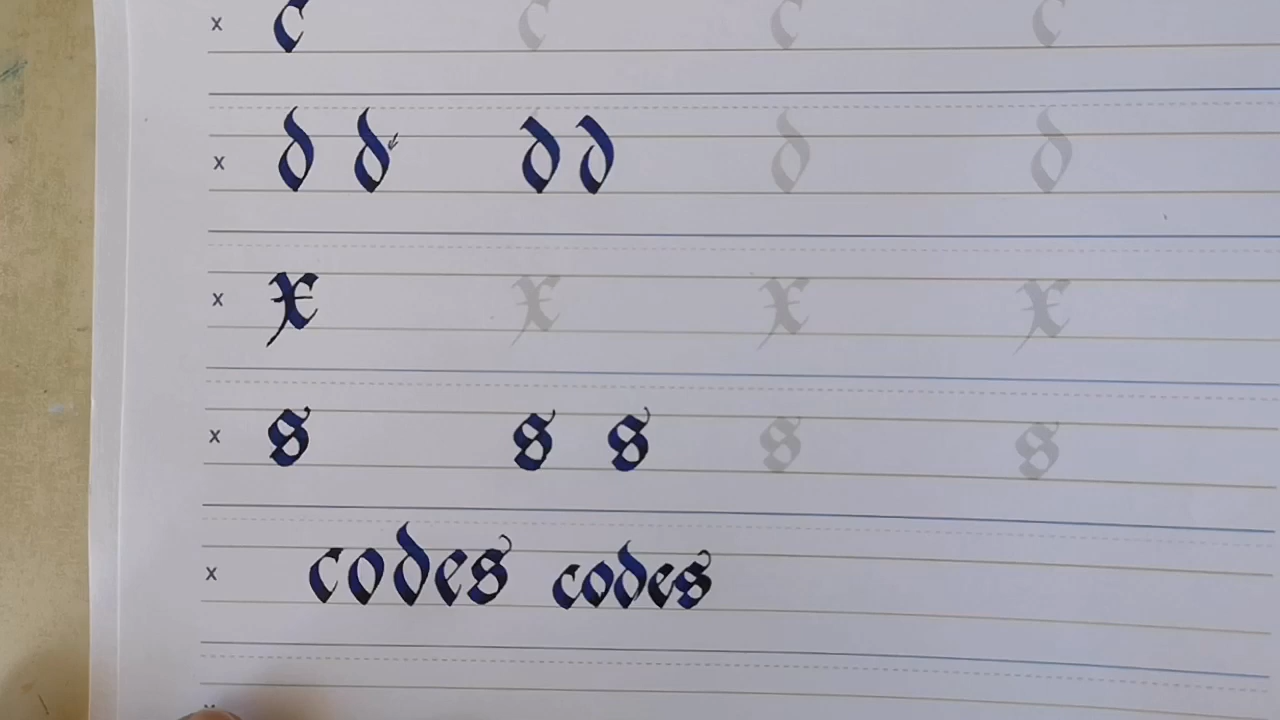 x c c c c
x d d d d d d
x x x x x
x s s s s s
x codes codes
x